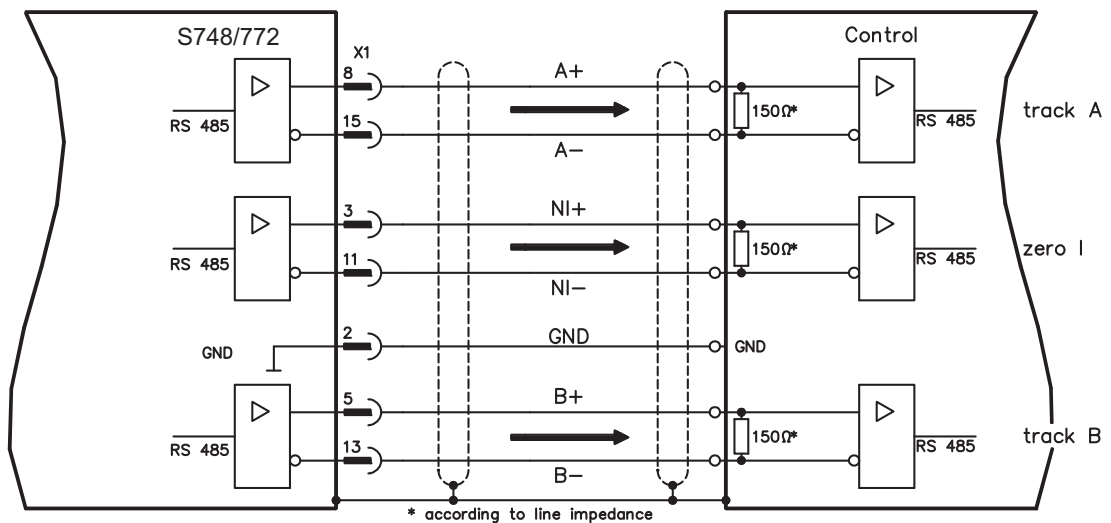 S748/772
Control
X1
8
A+
RS 485
150Ω*
RS 485
track A
15
A-
3
NI+
RS 485
150Ω*
RS 485
zero I
11
NI-
2
GND
GND
GND
5
B+
RS 485
150Ω*
RS 485
track B
13
B-
* according to line impedance